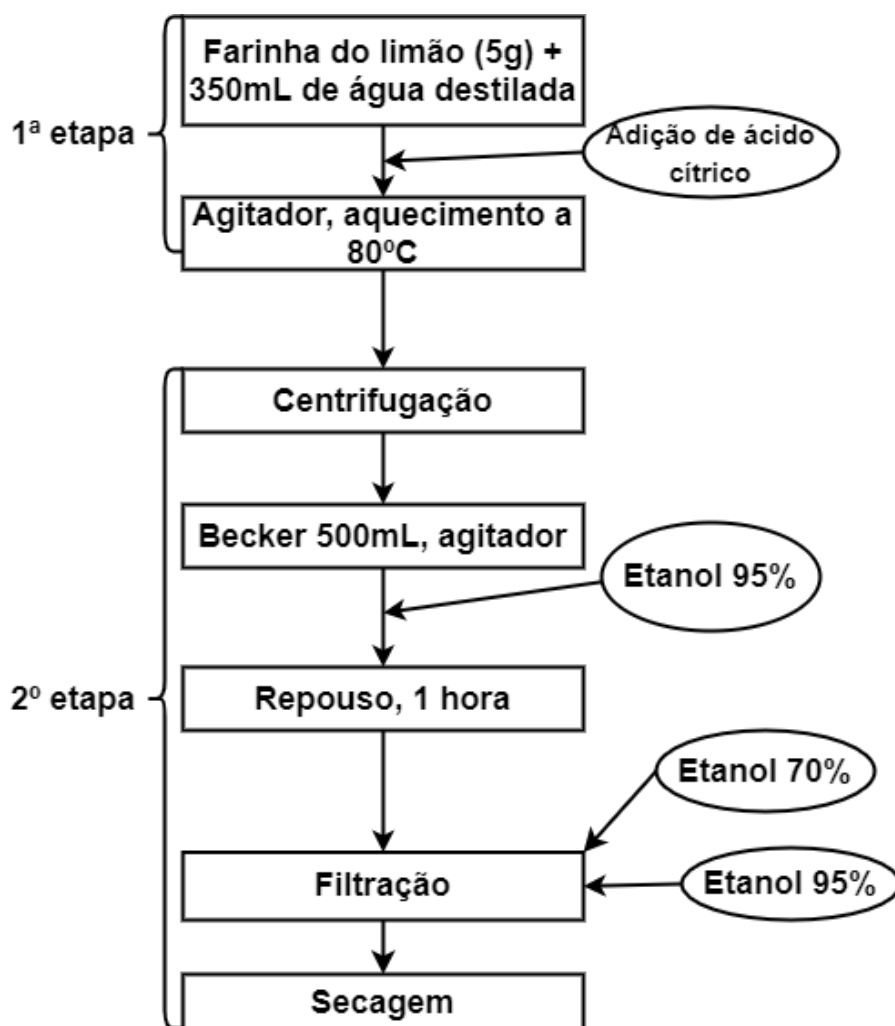 Farinha do limão (5g) +
350mL de água destilada
1ª etapa
Adição de ácido
cítrico
Agitador, aquecimento a
80ºC
Centrifugação
Becker 500mL, agitador
Etanol 95%
2º etapa
Repouso, 1 hora
Etanol 70%
Filtração
Etanol 95%
Secagem